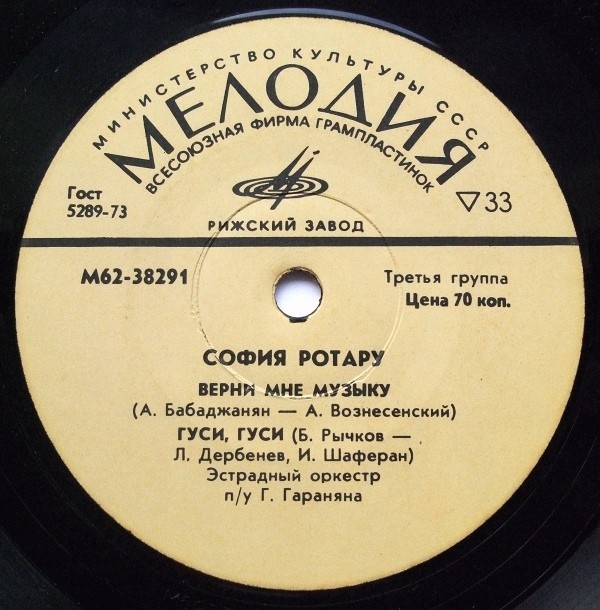 МИНИСТЕРСТВО КУЛЬТУРЫ СССР
МЕЛОДИЯ
ВСЕСОЮЗНАЯ ФИРМА ГРАМПЛАСТИНОК
Гост
5289-73
33
РИЖСКИЙ ЗАВОД
М62-38291
Третья группа
Цена 70 коп.
СОФИЯ РОТАРУ
ВЕРНИ МНЕ МУЗЫКУ
(А. Бабаджанян — А. Вознесенский)
ГУСИ, ГУСИ (Б. Рычков —
Л. Дербенев, И. Шаферан)
Эстрадный оркестр
п/у Г. Гараняна